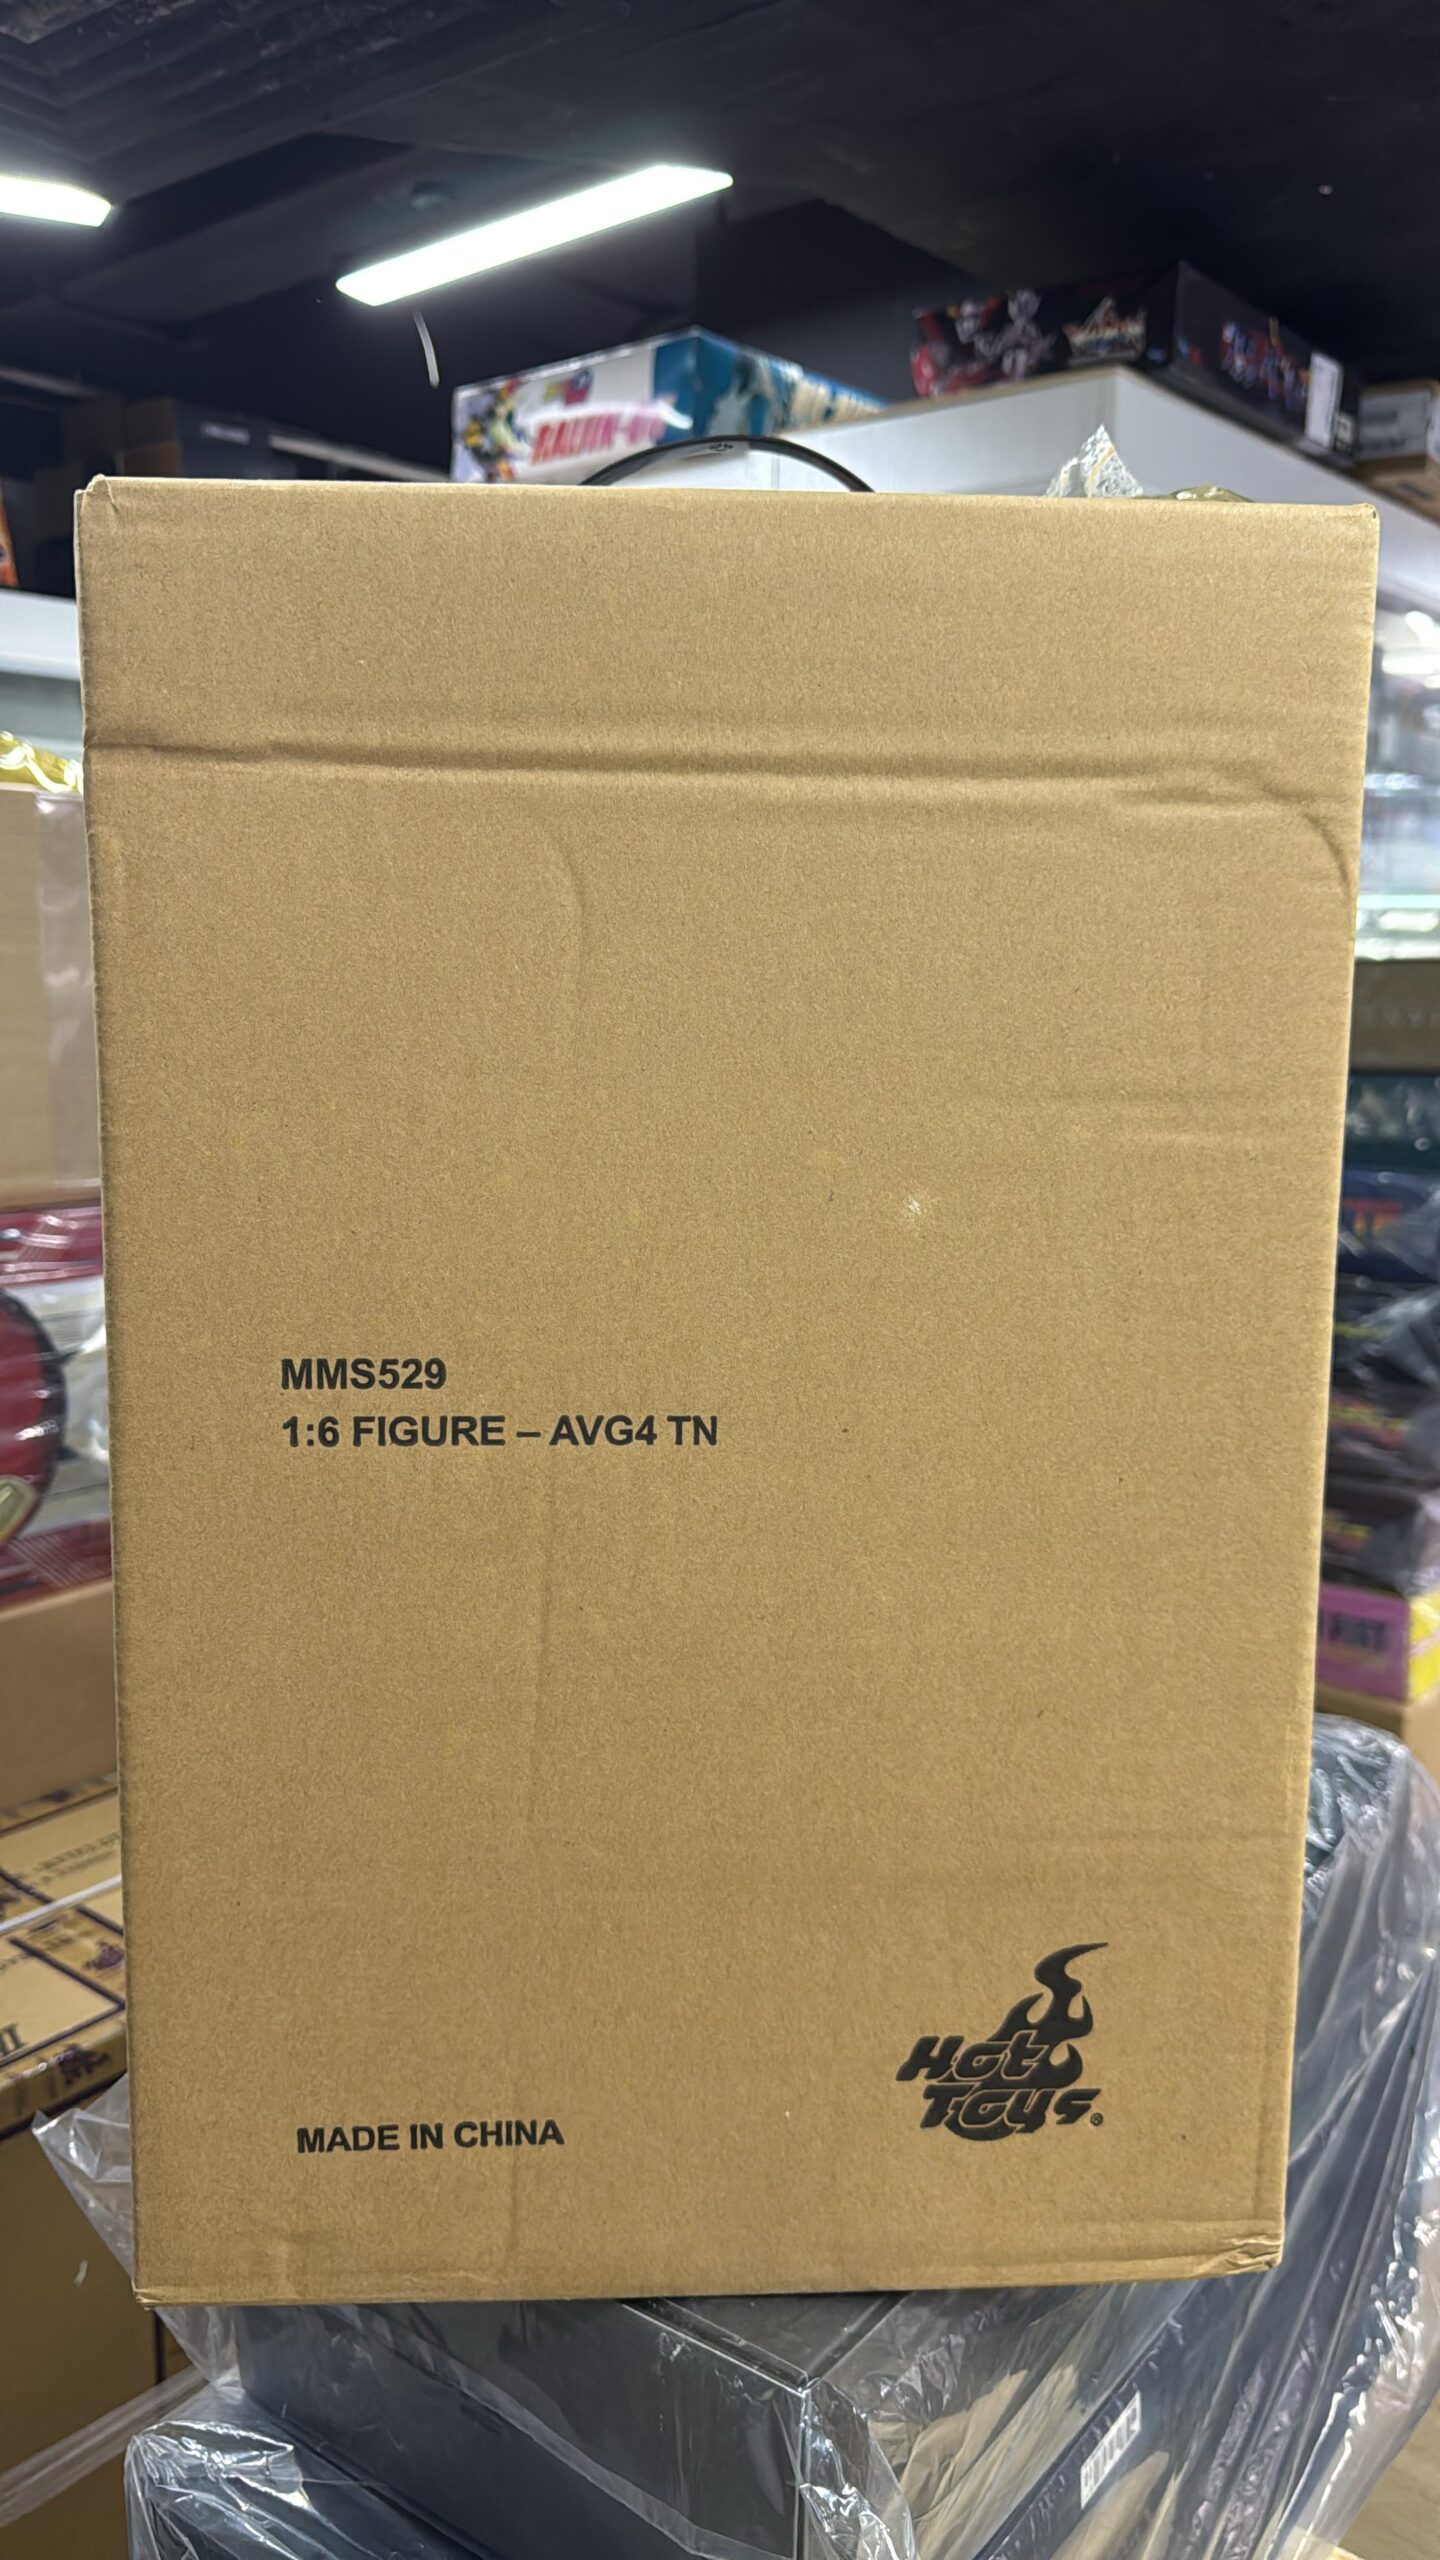 MMS529
1:6 FIGURE – AVG4 TN
Hot
Toys®
MADE IN CHINA